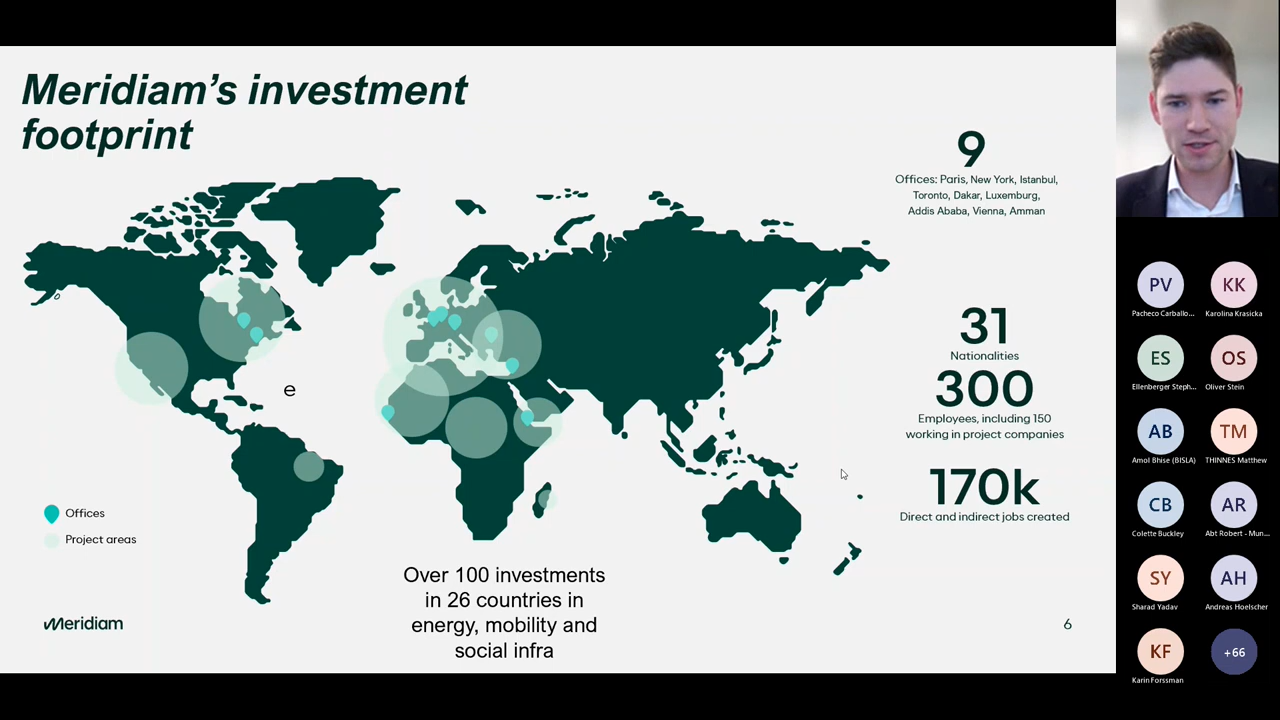 Meridiam's investment
footprint
9
Offices: Paris, New York, Istanbul,
Toronto, Dakar, Luxemburg,
Addis Ababa, Vienna, Amman
31
Nationalities
300
Employees, including 150
working in project companies
170k
Direct and indirect jobs created
e
Offices
Project areas
Over 100 investments
in 26 countries in
energy, mobility and
social infra
Meridiam
6
PV
Pacheco Carballo...
KK
Karolina Krasicka
ES
Ellenberger Steph...
OS
Oliver Stein
AB
Amol Bhise (BISLA)
TM
THINNES Matthew
CB
Colette Buckley
AR
Abt Robert - Mun...
SY
Sharad Yadav
AH
Andreas Hoelscher
KF
Karin Forssman
+66